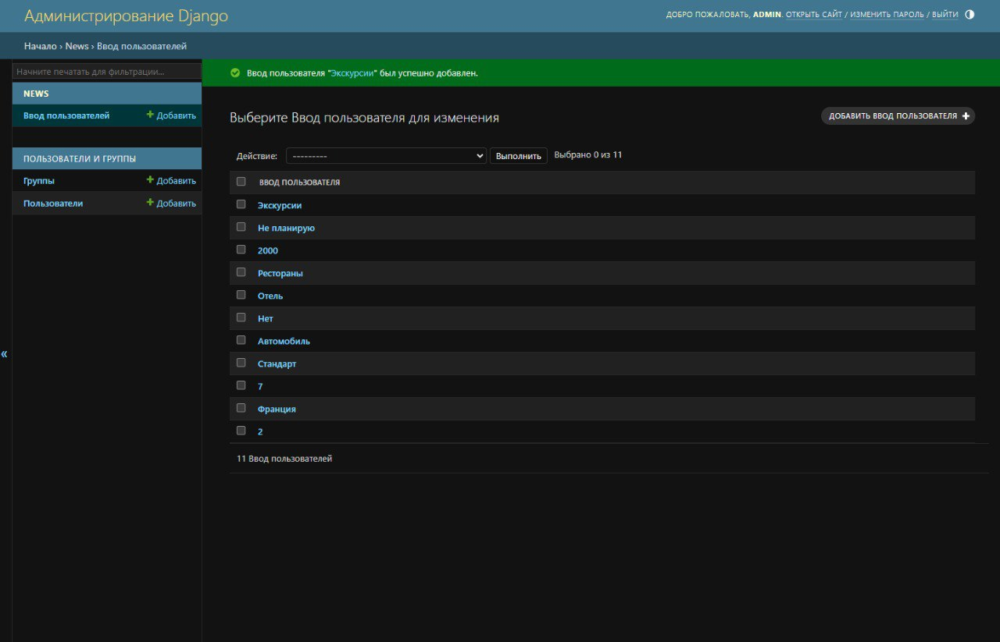 Администрирование Django
ДОБРО ПОЖАЛОВАТЬ, ADMIN. ОТКРЫТЬ САЙТ / ИЗМЕНИТЬ ПАРОЛЬ / ВЫЙТИ
Начало › News › Ввод пользователей
Начните печатать для фильтрации...
NEWS
Ввод пользователей + Добавить
ПОЛЬЗОВАТЕЛИ И ГРУППЫ
Группы + Добавить
Пользователи + Добавить
«
Ввод пользователя "Экскурсии" был успешно добавлен.
Выберите Ввод пользователя для изменения
ДОБАВИТЬ ВВОД ПОЛЬЗОВАТЕЛЯ +
Действие: --------- Выполнить Выбрано 0 из 11
ВВОД ПОЛЬЗОВАТЕЛЯ
Экскурсии
Не планирую
2000
Рестораны
Отель
Нет
Автомобиль
Стандарт
7
Франция
2
11 Ввод пользователей